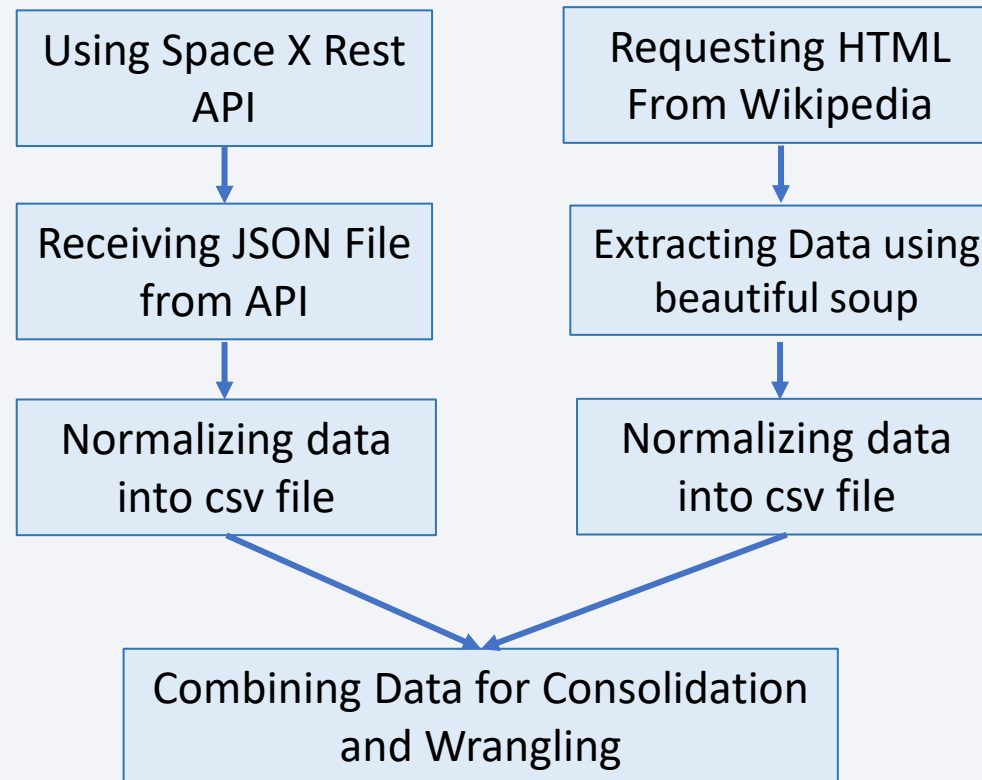 Using Space X Rest
API
Receiving JSON File
from API
Normalizing data
into csv file
Requesting HTML
From Wikipedia
Extracting Data using
beautiful soup
Normalizing data
into csv file
Combining Data for Consolidation
and Wrangling